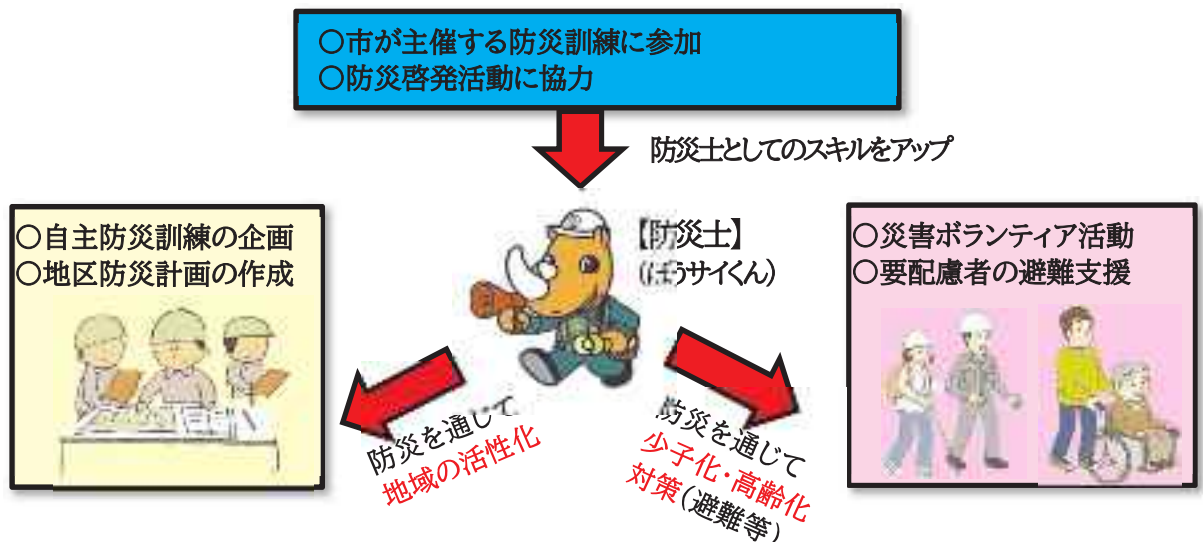 ○市が主催する防災訓練に参加
○防災啓発活動に協力
防災士としてのスキルをアップ
○自主防災訓練の企画
○地区防災計画の作成
【防災士】
(ぼうサイくん)
○災害ボランティア活動
○要配慮者の避難支援
防災を通じて
地域の活性化
防災を通じて
少子化・高齢化
対策(避難等)